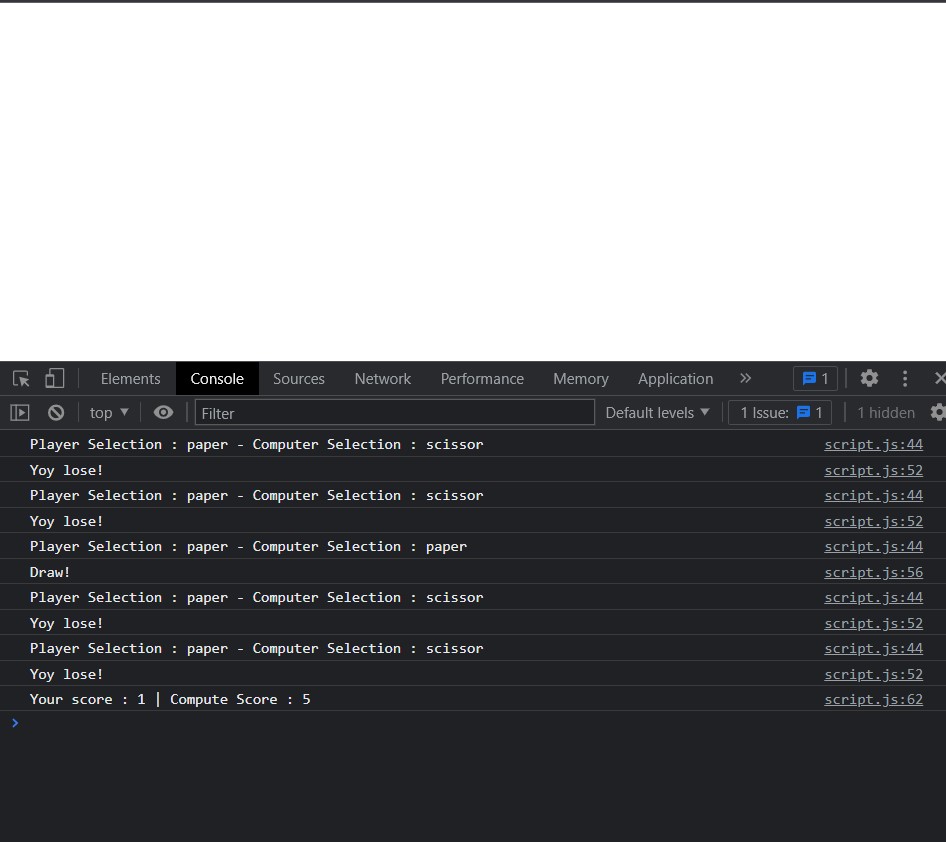 Elements Console Sources Network Performance Memory Application » 1
top ▼ Filter Default levels ▼ 1 Issue: 1 1 hidden
Player Selection : paper - Computer Selection : scissor script.js:44
Yoy lose! script.js:52
Player Selection : paper - Computer Selection : scissor script.js:44
Yoy lose! script.js:52
Player Selection : paper - Computer Selection : paper script.js:44
Draw! script.js:56
Player Selection : paper - Computer Selection : scissor script.js:44
Yoy lose! script.js:52
Player Selection : paper - Computer Selection : scissor script.js:44
Yoy lose! script.js:52
Your score : 1 | Compute Score : 5 script.js:62